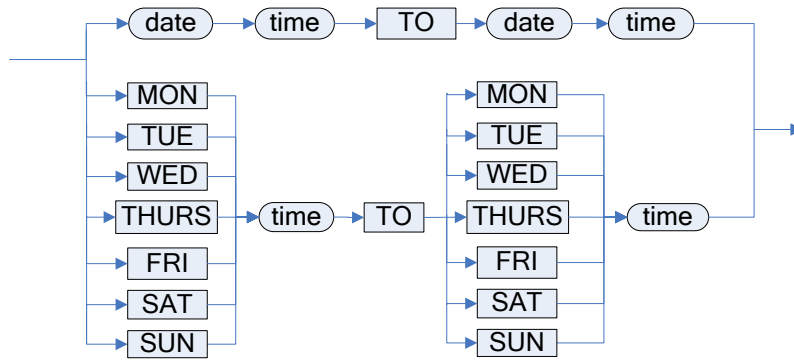 date time TO date time
MON MON
TUE TUE
WED WED
THURS time TO THURS time
FRI FRI
SAT SAT
SUN SUN